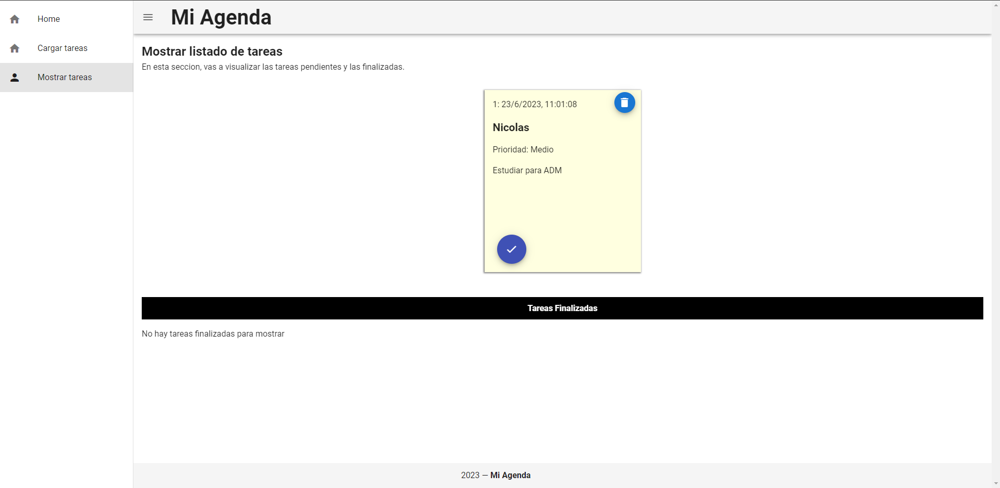 Home
Cargar tareas
Mostrar tareas
Mi Agenda
Mostrar listado de tareas
En esta seccion, vas a visualizar las tareas pendientes y las finalizadas.
1: 23/6/2023, 11:01:08
Nicolas
Prioridad: Medio
Estudiar para ADM
Tareas Finalizadas
No hay tareas finalizadas para mostrar
2023 — Mi Agenda